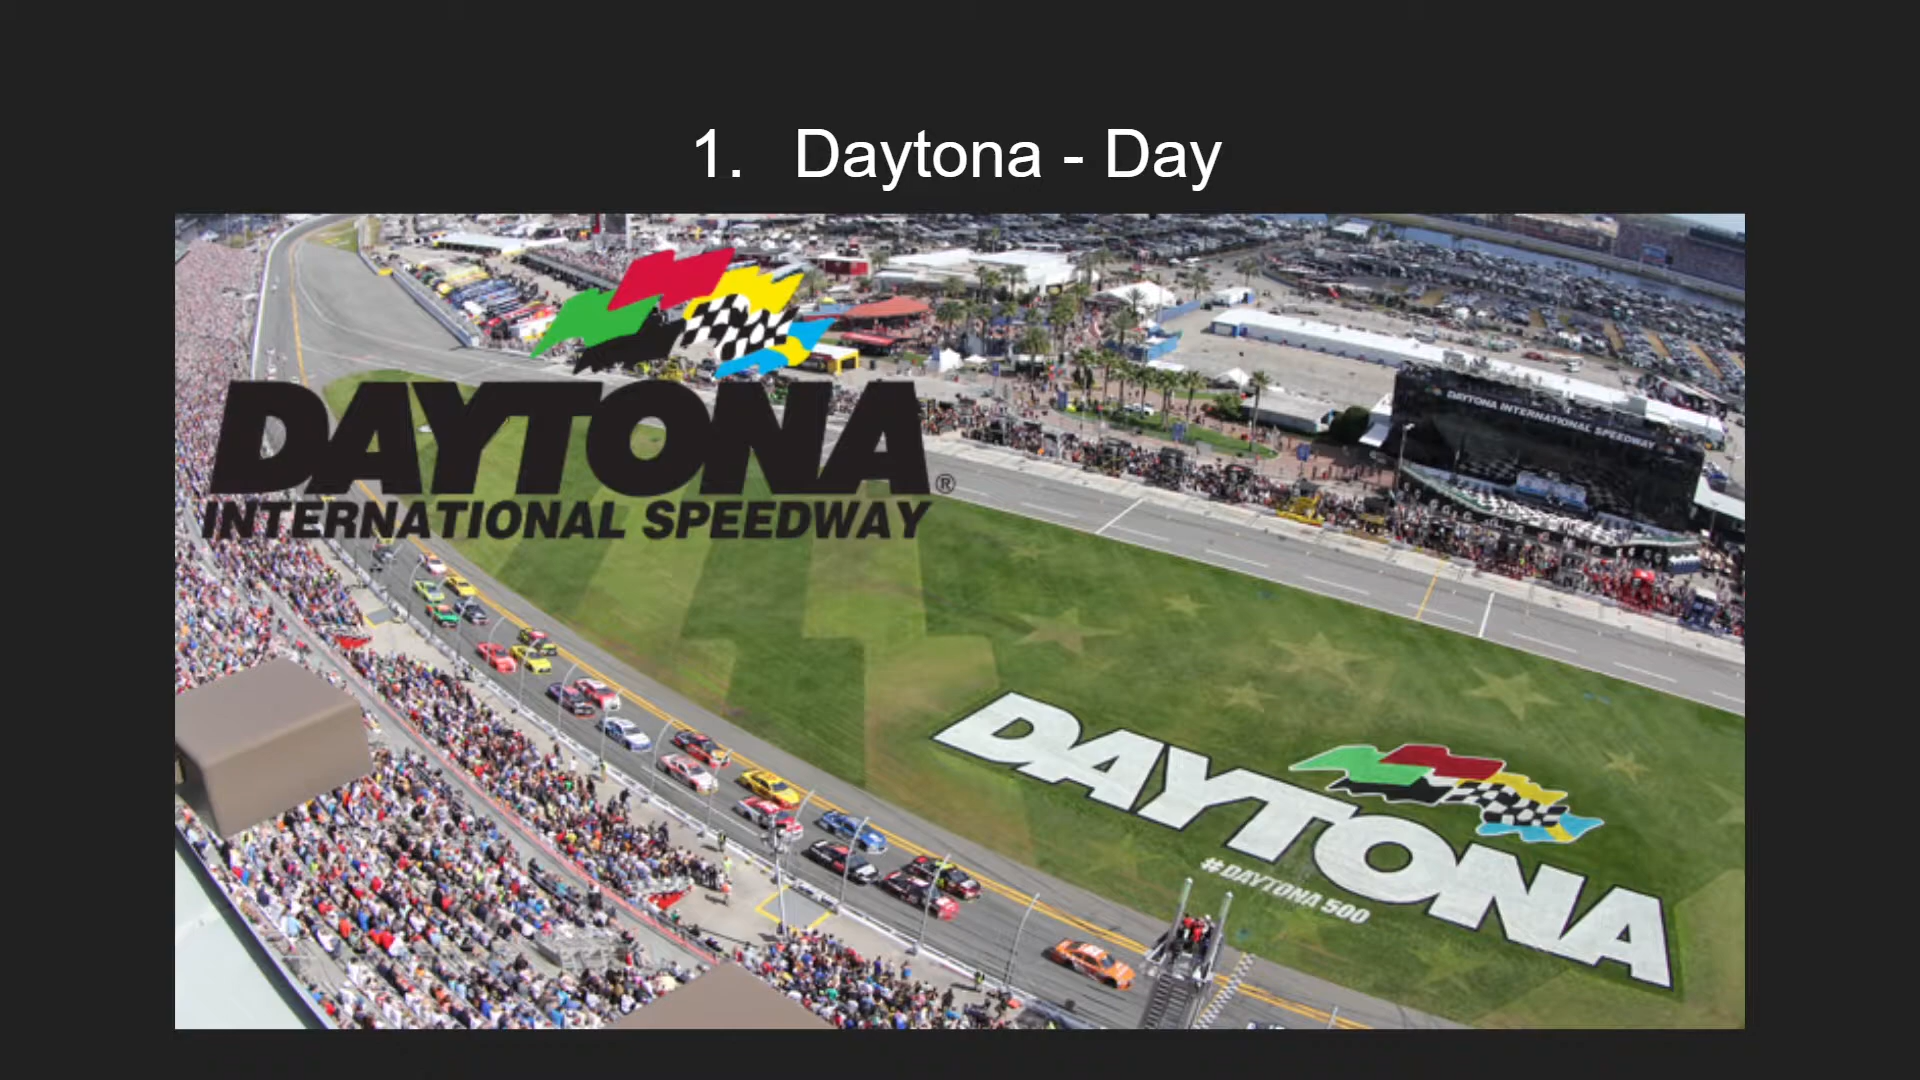 1. Daytona - Day
DAYTONA®
INTERNATIONAL SPEEDWAY
DAYTONA INTERNATIONAL SPEEDWAY
DAYTONA
#DAYTONA 500